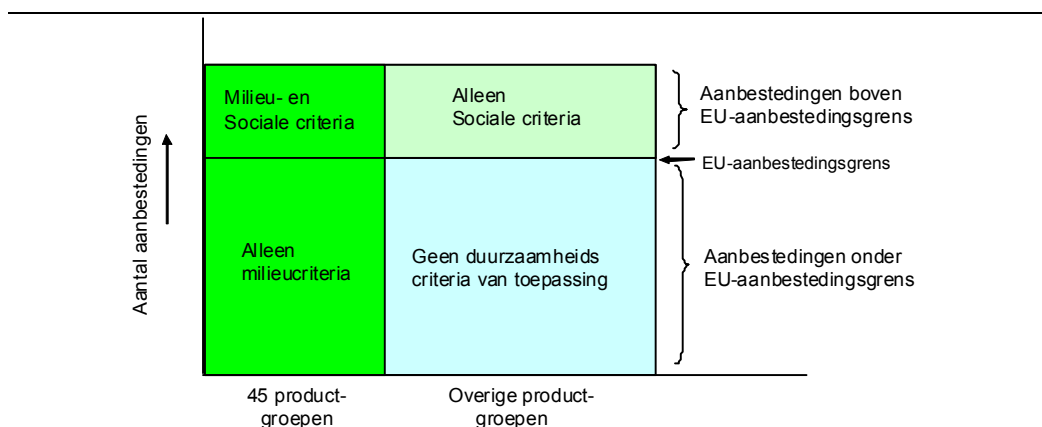 Aantal aanbestedingen
Milieu- en
Sociale criteria
Alleen
Sociale criteria
Aanbestedingen boven
EU-aanbestedingsgrens
EU-aanbestedingsgrens
Alleen
milieucriteria
Geen duurzaamheids
criteria van toepassing
Aanbestedingen onder
EU-aanbestedingsgrens
45 product-
groepen
Overige product-
groepen